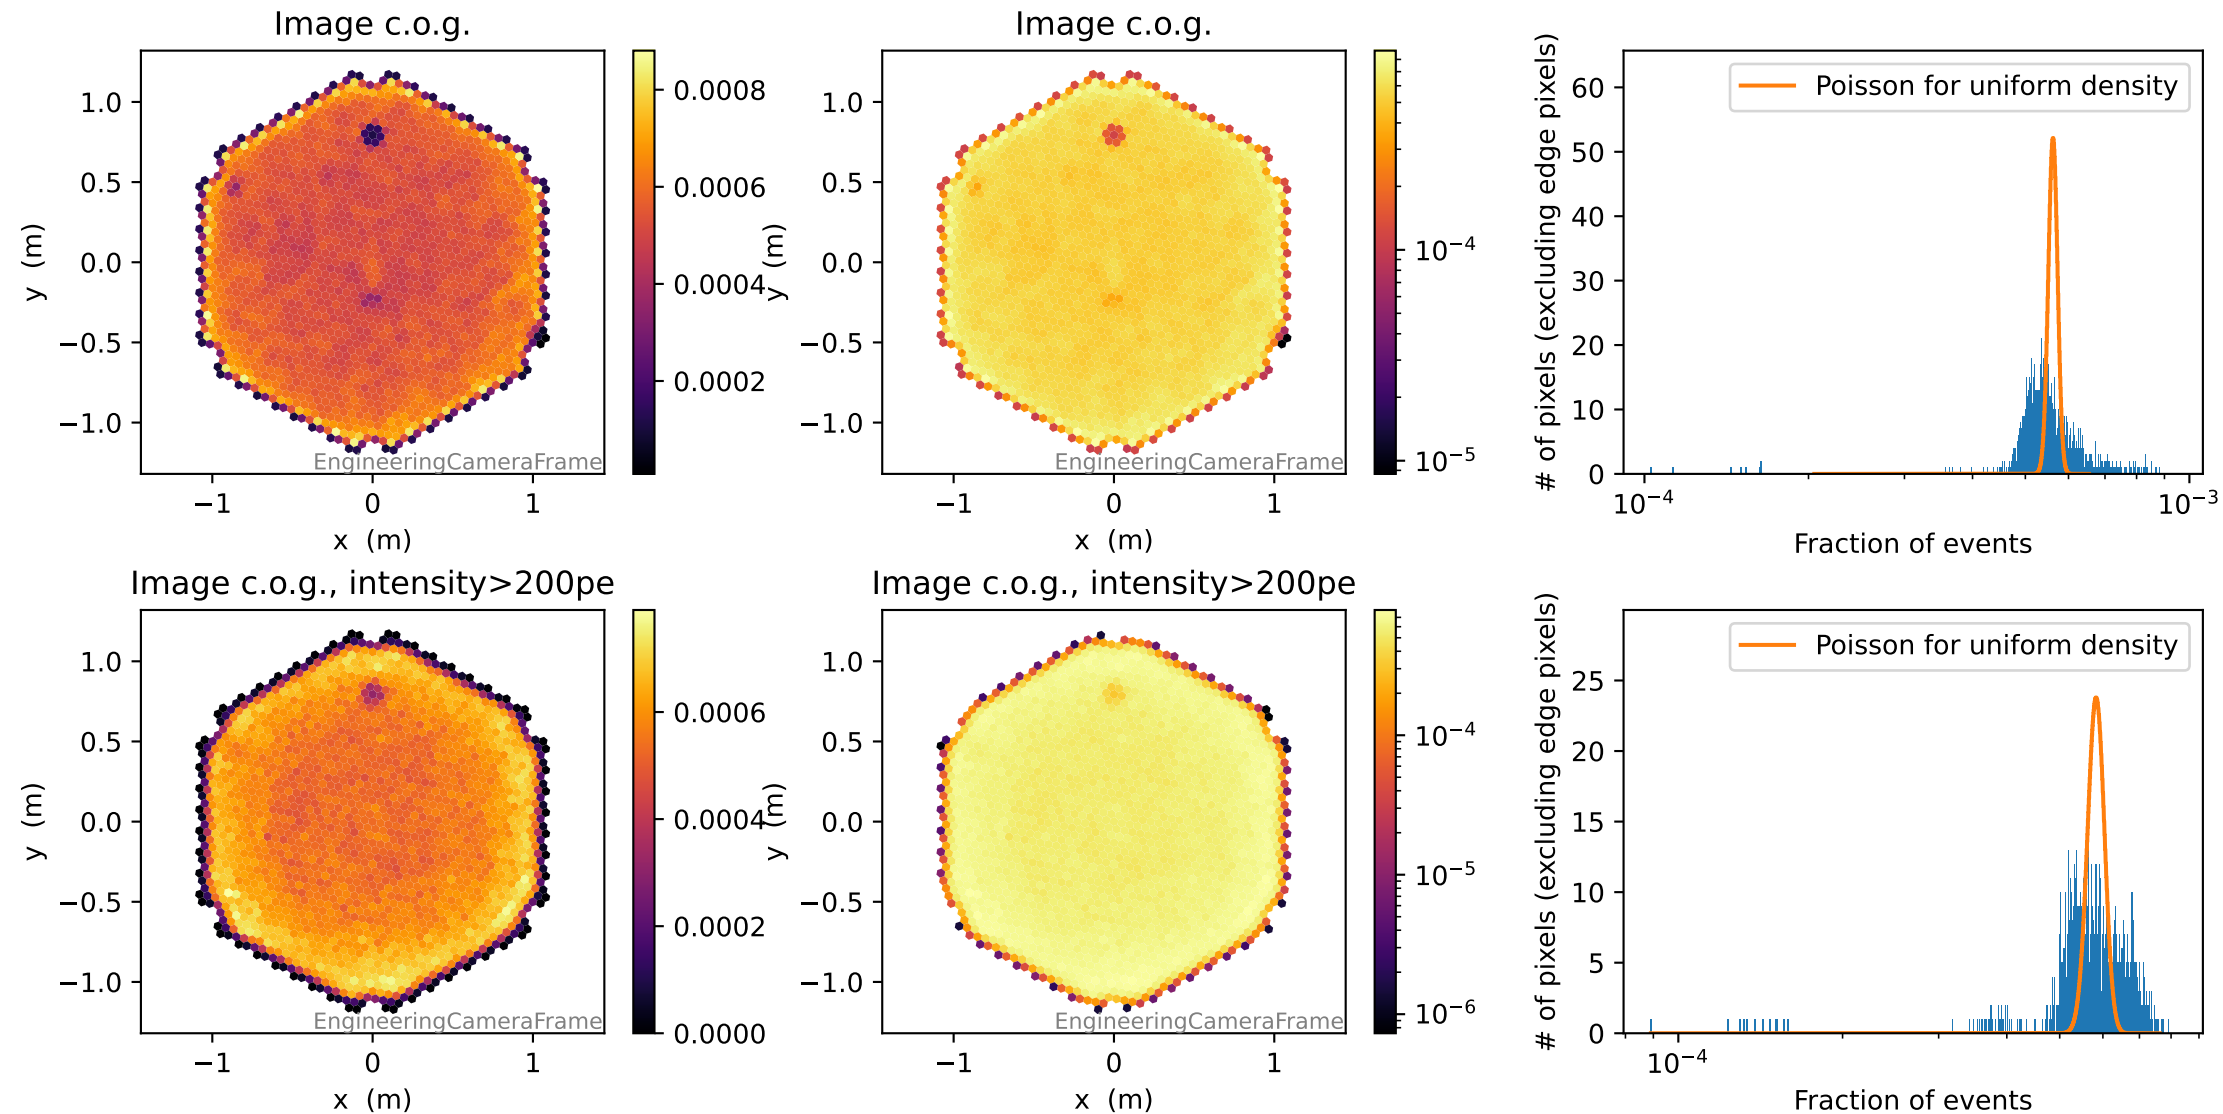 Image c.o.g.
1.0
0.5
0.0
−0.5
−1.0
y (m)
−1
0
1
x (m)
EngineeringCameraFrame
0.0008
0.0006
0.0004
0.0002
Image c.o.g.
1.0
0.5
0.0
−0.5
−1.0
y (m)
−1
0
1
x (m)
EngineeringCameraFrame
10⁻⁴
10⁻⁵
# of pixels (excluding edge pixels)
60
50
40
30
20
10
0
Poisson for uniform density
10⁻⁴
10⁻³
Fraction of events
Image c.o.g., intensity>200pe
1.0
0.5
0.0
−0.5
−1.0
y (m)
−1
0
1
x (m)
EngineeringCameraFrame
0.0006
0.0004
0.0002
0.0000
Image c.o.g., intensity>200pe
1.0
0.5
0.0
−0.5
−1.0
y (m)
−1
0
1
x (m)
EngineeringCameraFrame
10⁻⁴
10⁻⁵
10⁻⁶
# of pixels (excluding edge pixels)
25
20
15
10
5
0
Poisson for uniform density
10⁻⁴
Fraction of events